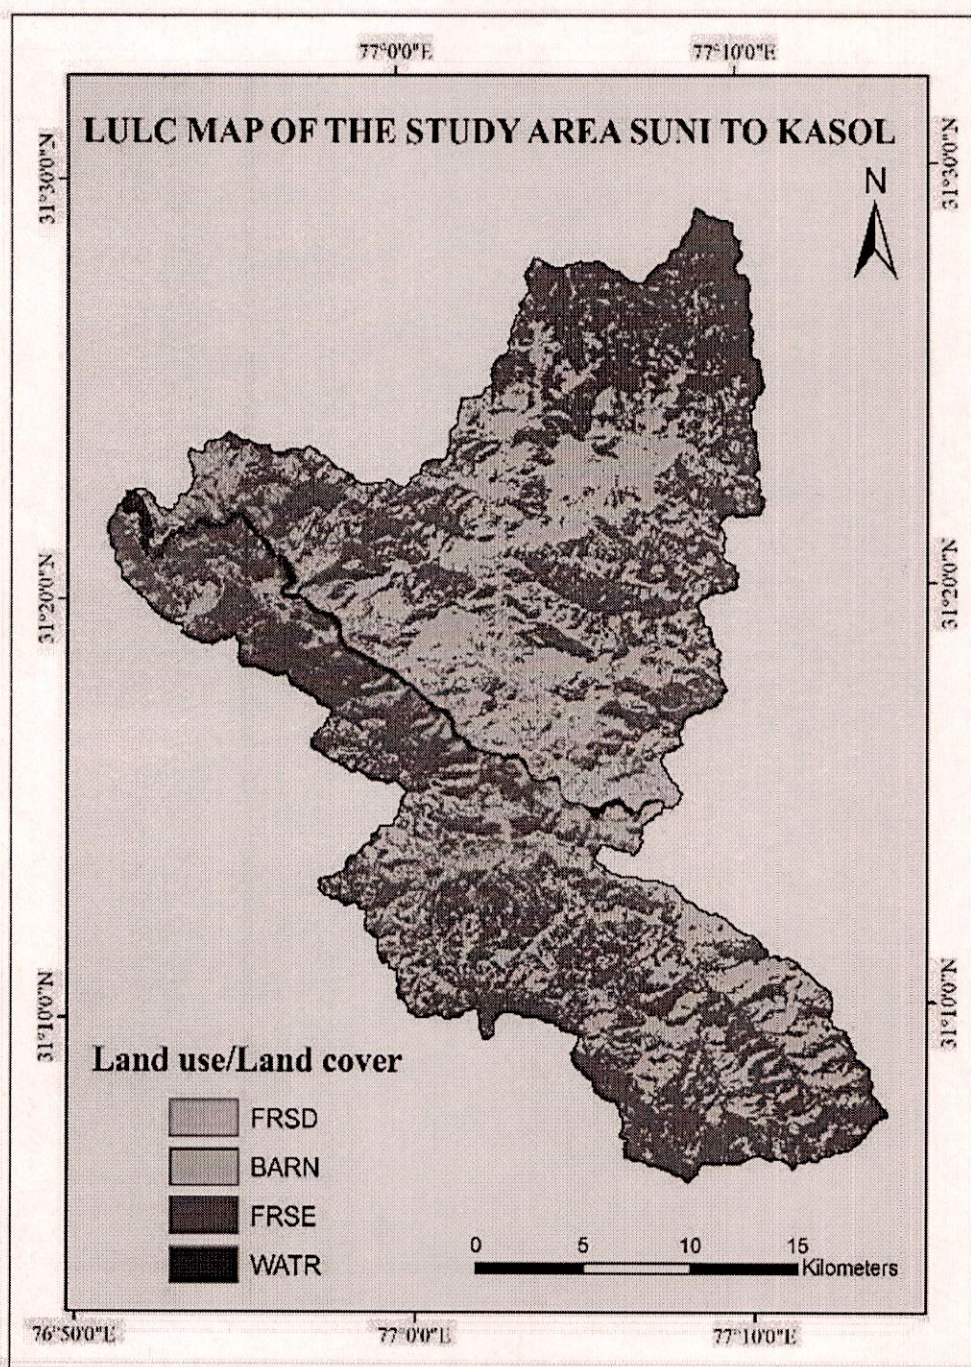 77°0'0"E 77°10'0"E
LULC MAP OF THE STUDY AREA SUNI TO KASOL
N
31°30'0"N 31°30'0"N
31°20'0"N 31°20'0"N
31°10'0"N 31°10'0"N
Land use/Land cover
FRSD
BARN
FRSE
WATR
0 5 10 15
Kilometers
76°50'0"E 77°0'0"E 77°10'0"E